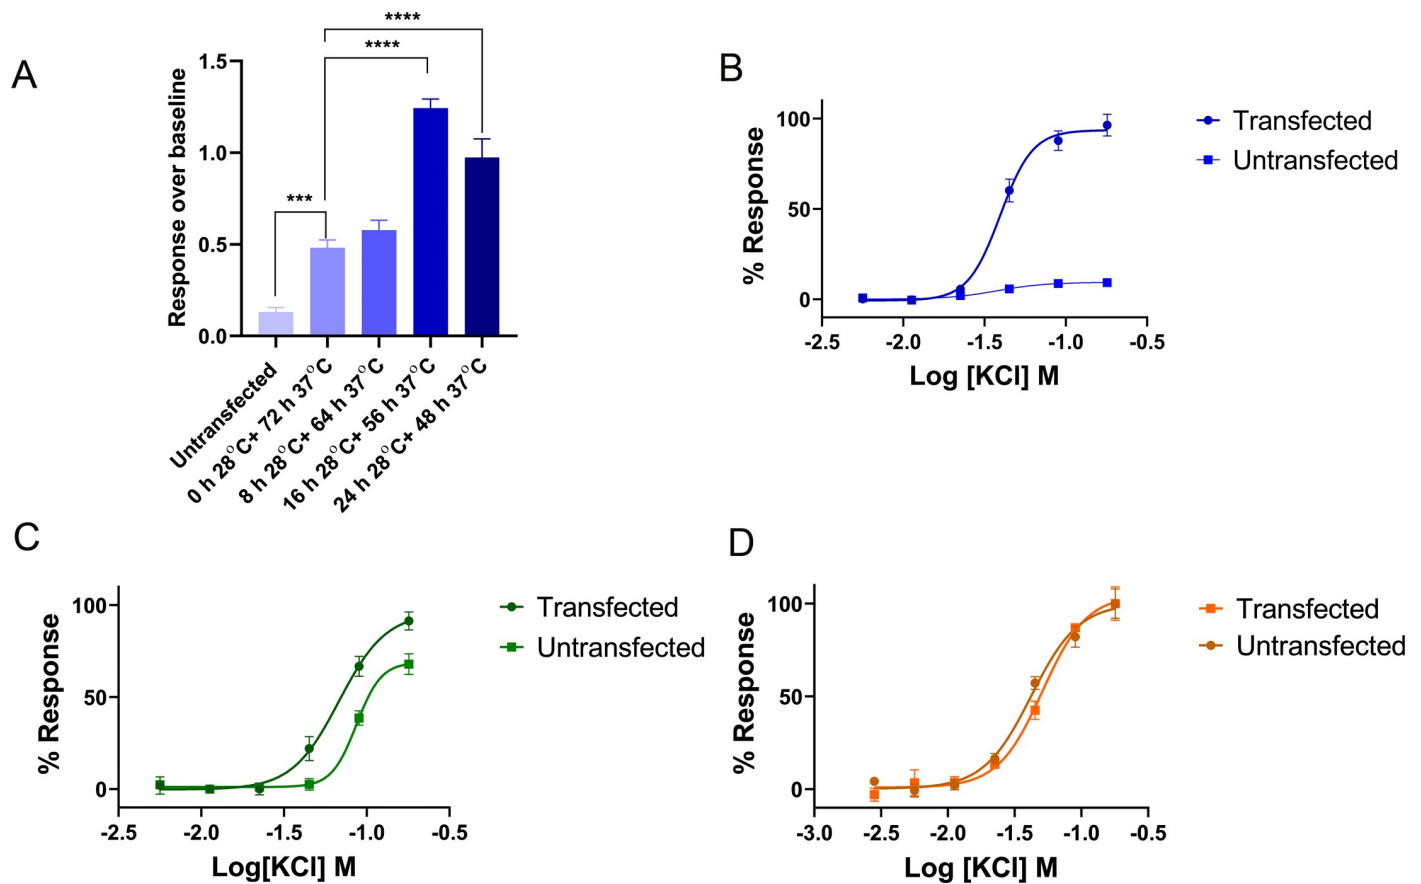 A
Response over baseline
1.5
1.0
0.5
0.0
***
****
****
Untransfected
0 h 28°C+ 72 h 37°C
8 h 28°C+ 64 h 37°C
16 h 28°C+ 56 h 37°C
24 h 28°C+ 48 h 37°C
B
% Response
100
50
0
-2.5 -2.0 -1.5 -1.0 -0.5
Log [KCl] M
Transfected
Untransfected
C
% Response
100
50
0
-2.5 -2.0 -1.5 -1.0 -0.5
Log[KCl] M
Transfected
Untransfected
D
% Response
100
50
0
-3.0 -2.5 -2.0 -1.5 -1.0 -0.5
Log [KCl] M
Transfected
Untransfected